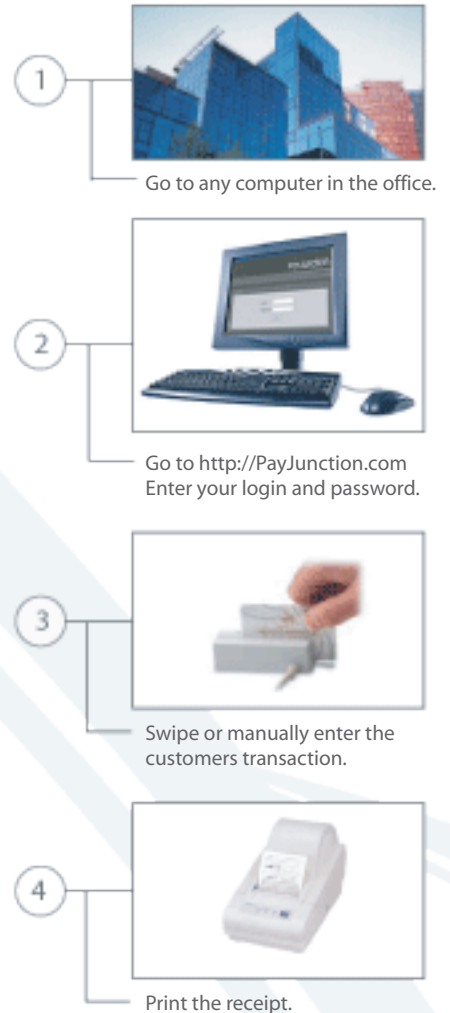 1
Go to any computer in the office.
2
Go to http://PayJunction.com
Enter your login and password.
3
Swipe or manually enter the
customers transaction.
4
Print the receipt.